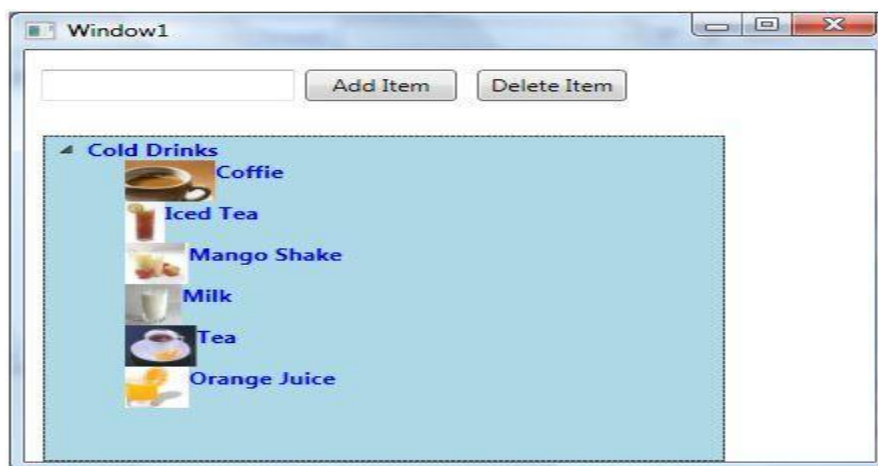 Window1
Add Item Delete Item
Cold Drinks
Coffie
Iced Tea
Mango Shake
Milk
Tea
Orange Juice